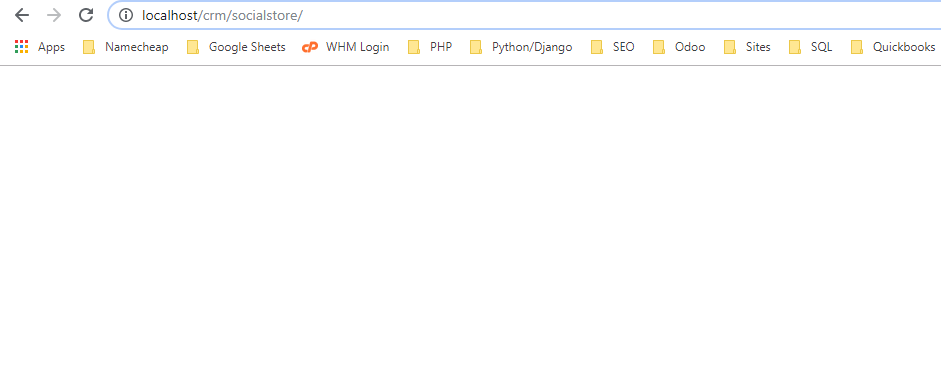 localhost/crm/socialstore/
Apps Namecheap Google Sheets WHM Login PHP Python/Django SEO Odoo Sites SQL Quickbooks